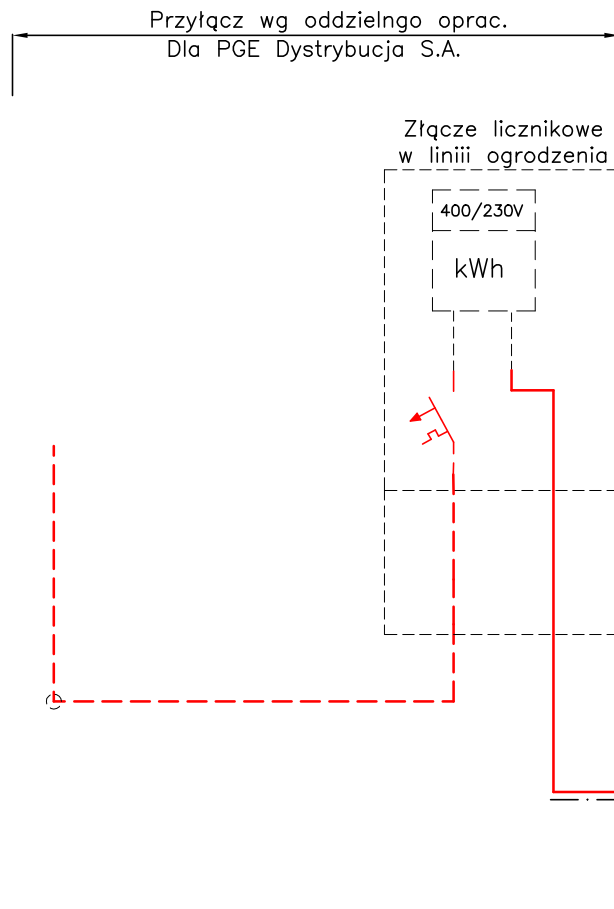 Przyłącz wg oddzielngo oprac.
Dla PGE Dystrybucja S.A.
Złącze licznikowe
w liniii ogrodzenia
400/230V
kWh